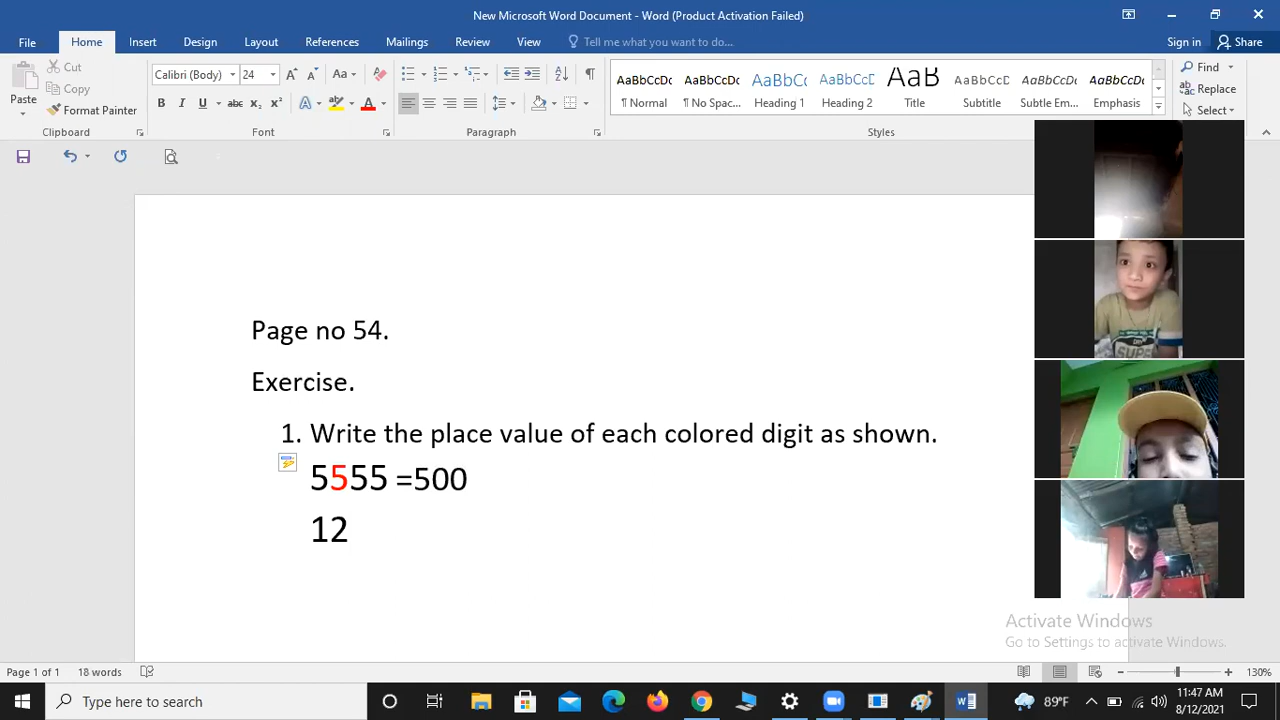 New Microsoft Word Document - Word (Product Activation Failed)
File Home Insert Design Layout References Mailings Review View Tell me what you want to do... Sign in Share
Cut
Copy
Format Painter
Paste
Calibri (Body) 24
Clipboard Font Paragraph Styles
AaBbCcDc AaBbCcDc AaBbCc AaBbCcD AaB AaBbCcD AaBbCcDc AaBbCcDc
¶ Normal ¶ No Spac... Heading Heading 2 Title Subtitle Subtle Em... Emphasis
Find
Replace
Select
Page no 54.
Exercise.
1. Write the place value of each colored digit as shown.
5555 =500
12
Activate Windows
Go to Settings to activate Windows.
Page 1 of 1 18 words 130%
Type here to search 89°F 11:47 AM
8/12/2021